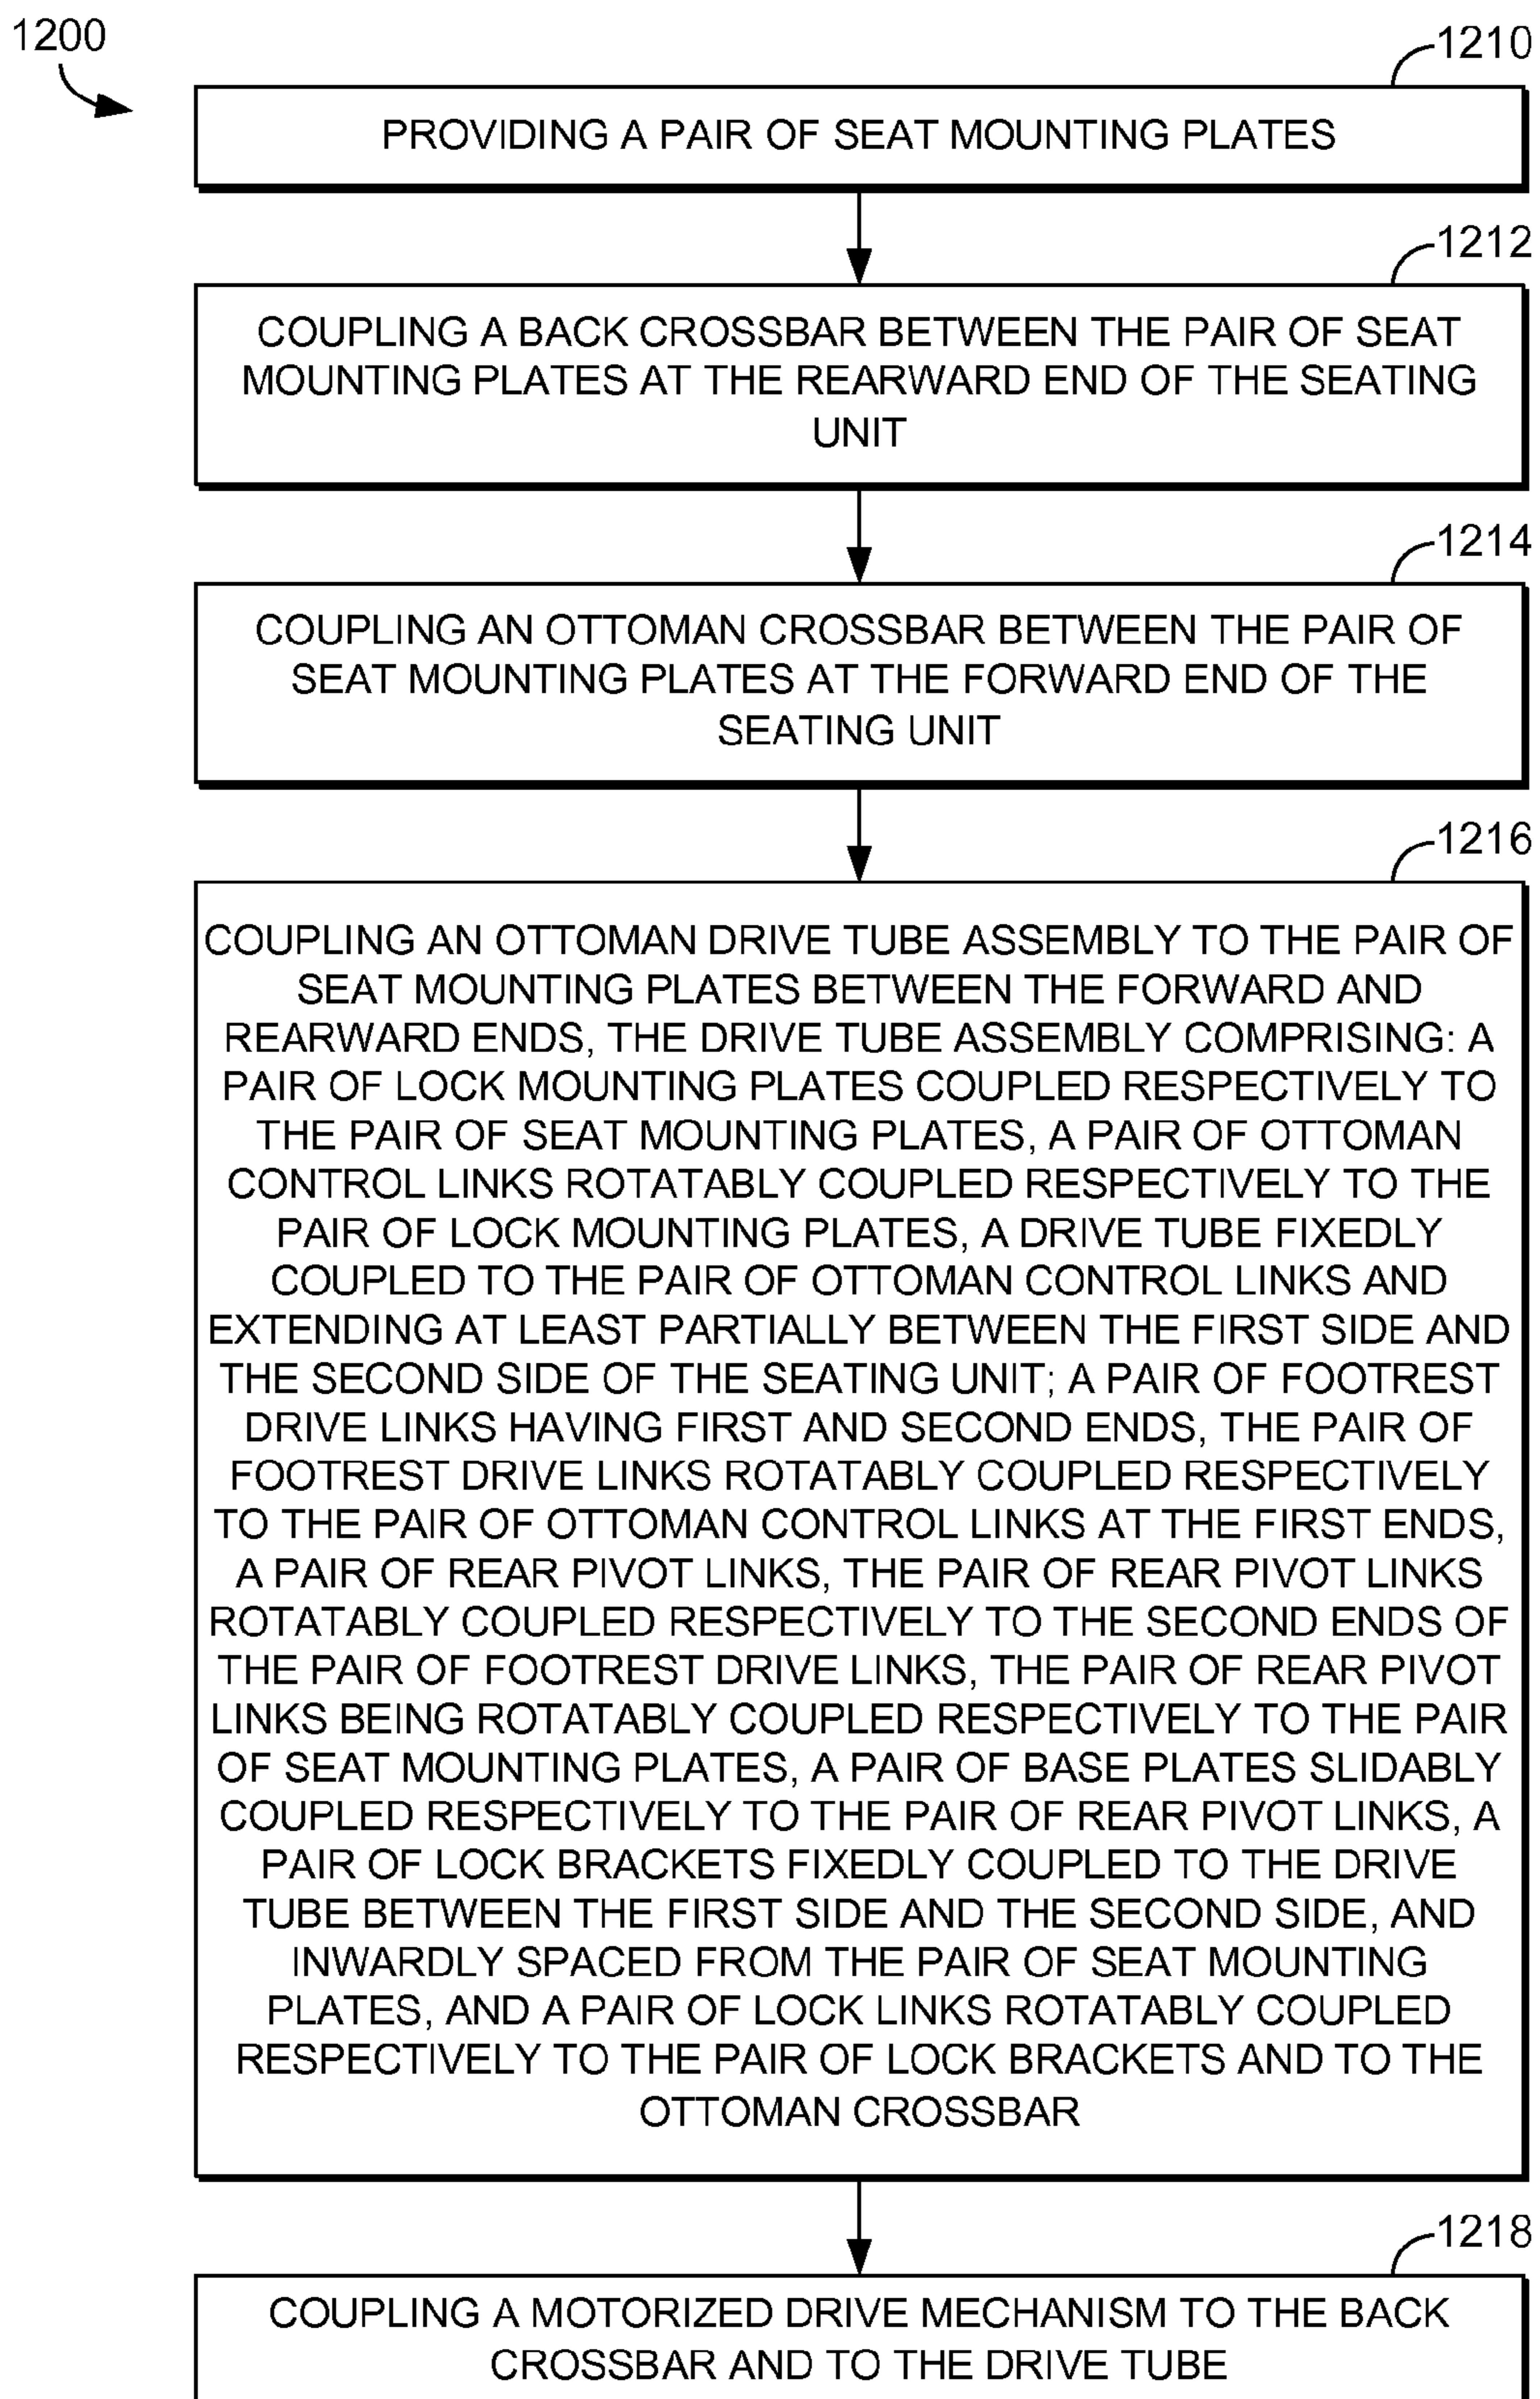 1200
1210
PROVIDING A PAIR OF SEAT MOUNTING PLATES
1212
COUPLING A BACK CROSSBAR BETWEEN THE PAIR OF SEAT
MOUNTING PLATES AT THE REARWARD END OF THE SEATING
UNIT
1214
COUPLING AN OTTOMAN CROSSBAR BETWEEN THE PAIR OF
SEAT MOUNTING PLATES AT THE FORWARD END OF THE
SEATING UNIT
1216
COUPLING AN OTTOMAN DRIVE TUBE ASSEMBLY TO THE PAIR OF
SEAT MOUNTING PLATES BETWEEN THE FORWARD AND
REARWARD ENDS, THE DRIVE TUBE ASSEMBLY COMPRISING: A
PAIR OF LOCK MOUNTING PLATES COUPLED RESPECTIVELY TO
THE PAIR OF SEAT MOUNTING PLATES, A PAIR OF OTTOMAN
CONTROL LINKS ROTATABLY COUPLED RESPECTIVELY TO THE
PAIR OF LOCK MOUNTING PLATES, A DRIVE TUBE FIXEDLY
COUPLED TO THE PAIR OF OTTOMAN CONTROL LINKS AND
EXTENDING AT LEAST PARTIALLY BETWEEN THE FIRST SIDE AND
THE SECOND SIDE OF THE SEATING UNIT; A PAIR OF FOOTREST
DRIVE LINKS HAVING FIRST AND SECOND ENDS, THE PAIR OF
FOOTREST DRIVE LINKS ROTATABLY COUPLED RESPECTIVELY
TO THE PAIR OF OTTOMAN CONTROL LINKS AT THE FIRST ENDS,
A PAIR OF REAR PIVOT LINKS, THE PAIR OF REAR PIVOT LINKS
ROTATABLY COUPLED RESPECTIVELY TO THE SECOND ENDS OF
THE PAIR OF FOOTREST DRIVE LINKS, THE PAIR OF REAR PIVOT
LINKS BEING ROTATABLY COUPLED RESPECTIVELY TO THE PAIR
OF SEAT MOUNTING PLATES, A PAIR OF BASE PLATES SLIDABLY
COUPLED RESPECTIVELY TO THE PAIR OF REAR PIVOT LINKS, A
PAIR OF LOCK BRACKETS FIXEDLY COUPLED TO THE DRIVE
TUBE BETWEEN THE FIRST SIDE AND THE SECOND SIDE, AND
INWARDLY SPACED FROM THE PAIR OF SEAT MOUNTING
PLATES, AND A PAIR OF LOCK LINKS ROTATABLY COUPLED
RESPECTIVELY TO THE PAIR OF LOCK BRACKETS AND TO THE
OTTOMAN CROSSBAR
1218
COUPLING A MOTORIZED DRIVE MECHANISM TO THE BACK
CROSSBAR AND TO THE DRIVE TUBE